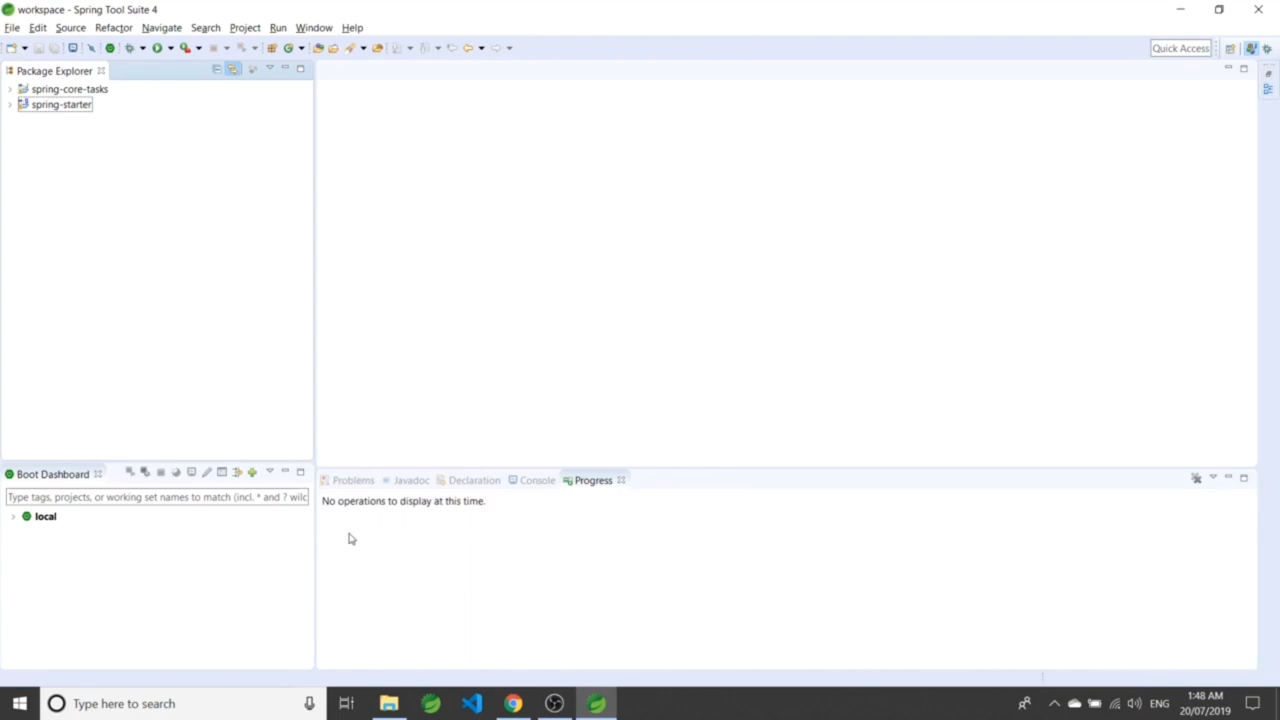 workspace - Spring Tool Suite 4
File Edit Source Refactor Navigate Search Project Run Window Help
Quick Access
Package Explorer
spring-core-tasks
spring-starter
Boot Dashboard
Type tags, projects, or working set names to match (incl. * and ? wilc
local
Problems Javadoc Declaration Console Progress
No operations to display at this time.
Type here to search
ENG
1:48 AM
20/07/2019